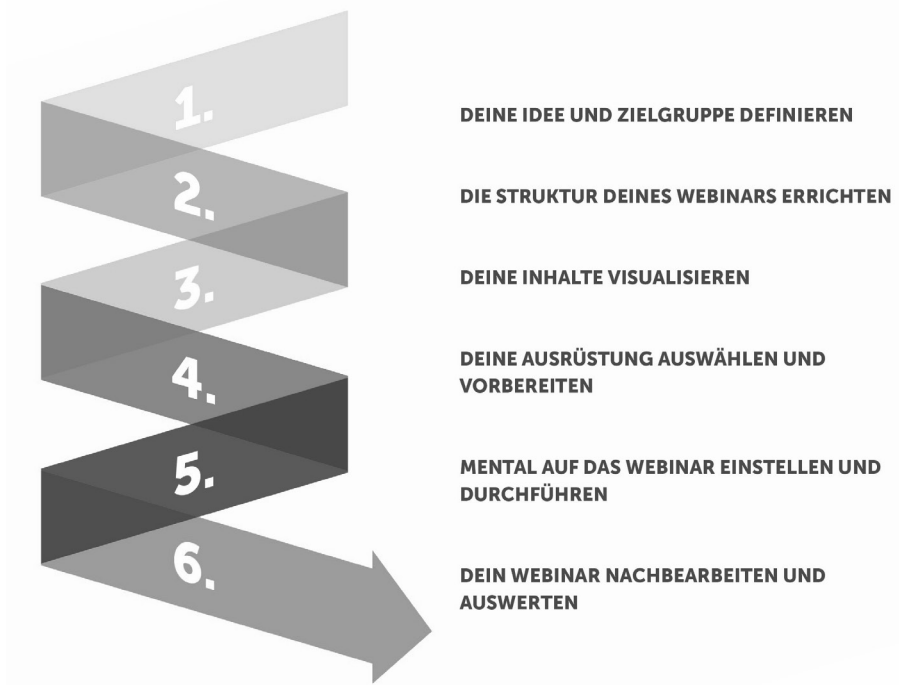 1.
DEINE IDEE UND ZIELGRUPPE DEFINIEREN
2.
DIE STRUKTUR DEINES WEBINARS ERRICHTEN
3.
DEINE INHALTE VISUALISIEREN
4.
DEINE AUSRÜSTUNG AUSWÄHLEN UND
VORBEREITEN
5.
MENTAL AUF DAS WEBINAR EINSTELLEN UND
DURCHFÜHREN
6.
DEIN WEBINAR NACHBEARBEITEN UND
AUSWERTEN